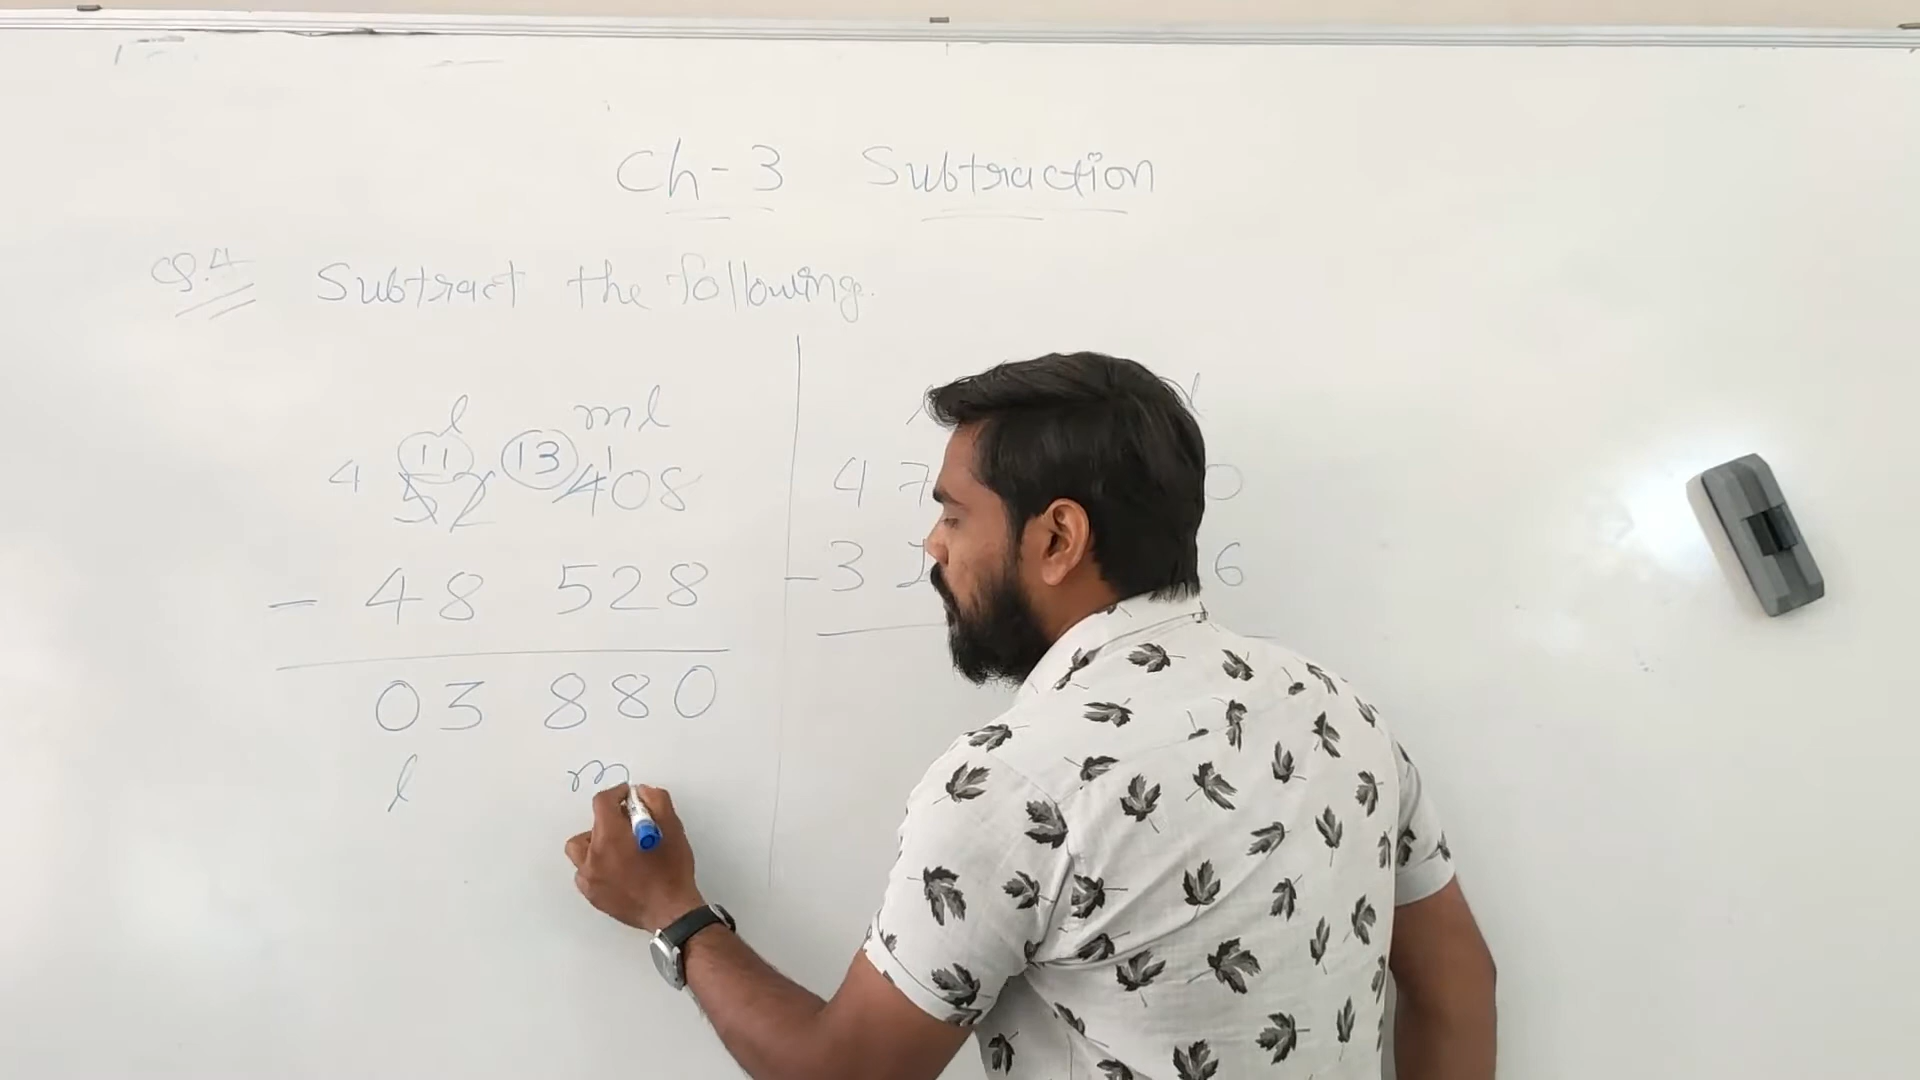 Ch-3 Subtraction
Q.4 Subtract the following.
l ml
4 11 13 1
52 408
- 48 528
03 880
l m
4 7 0
- 3 6